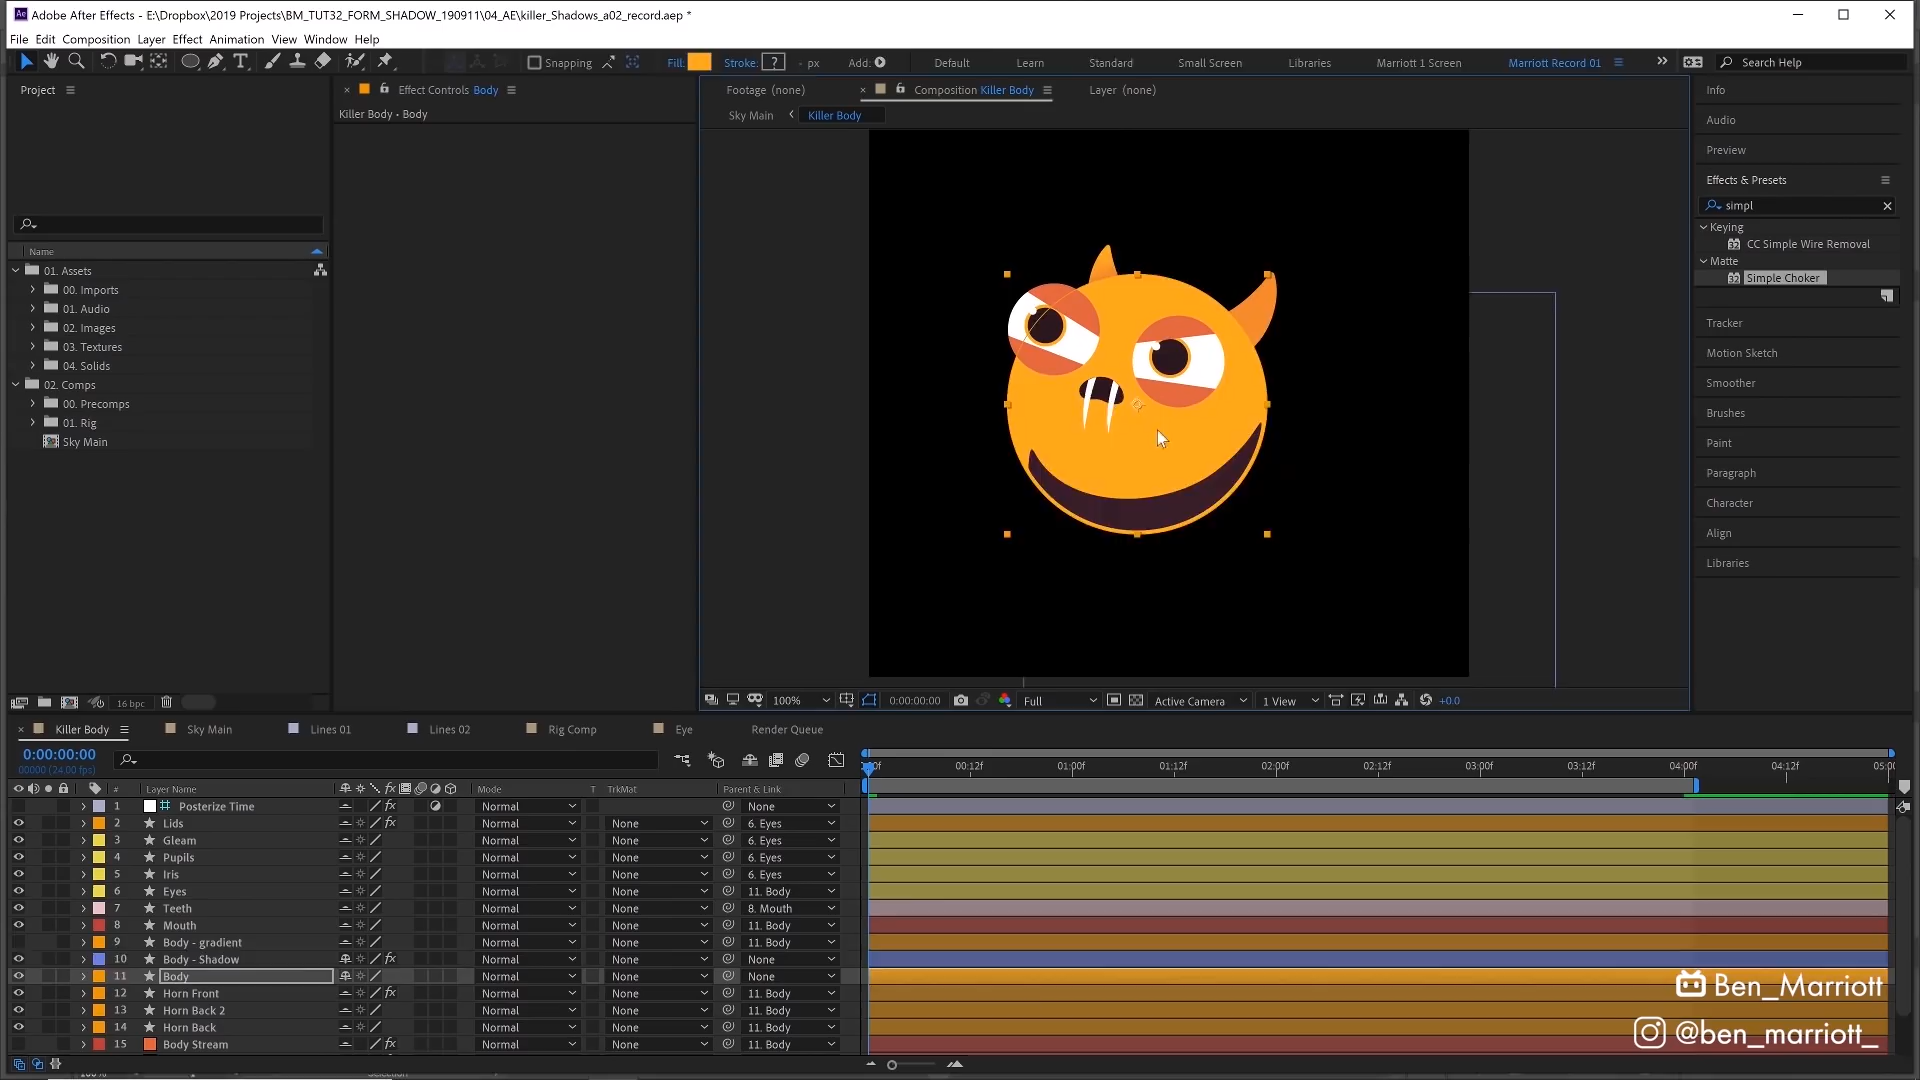 Adobe After Effects - E:\Dropbox\2019 Projects\BM_TUT32_FORM_SHADOW_190911\04_AE\killer_Shadows_a02_record.aep *
File Edit Composition Layer Effect Animation View Window Help
Snapping Fill: Stroke: ? - px Add: Default Learn Standard Small Screen Libraries Marriott 1 Screen Marriott Record 01 Search Help
Project
Effect Controls Body
Killer Body • Body
Footage (none) Composition Killer Body Layer (none)
Sky Main Killer Body
Info
Audio
Preview
Effects & Presets
simpl
Keying
CC Simple Wire Removal
Matte
Simple Choker
Tracker
Motion Sketch
Smoother
Brushes
Paint
Paragraph
Character
Align
Libraries
Name
01. Assets
00. Imports
01. Audio
02. Images
03. Textures
04. Solids
02. Comps
00. Precomps
01. Rig
Sky Main
16 bpc
100% 0:00:00:00 Full Active Camera 1 View +0.0
Killer Body Sky Main Lines 01 Lines 02 Rig Comp Eye Render Queue
0:00:00:00
00000 (24.00 fps)
00:12f 01:00f 01:12f 02:00f 02:12f 03:00f 03:12f 04:00f 04:12f
# Layer Name fx Mode T TrkMat Parent & Link
1 Posterize Time fx Normal None
2 Lids fx Normal None 6. Eyes
3 Gleam Normal None 6. Eyes
4 Pupils Normal None 6. Eyes
5 Iris Normal None 6. Eyes
6 Eyes Normal None 11. Body
7 Teeth Normal None 8. Mouth
8 Mouth Normal None 11. Body
9 Body - gradient Normal None 11. Body
10 Body - Shadow fx Normal None None
11 Body Normal None None
12 Horn Front fx Normal None 11. Body
13 Horn Back 2 Normal None 11. Body
14 Horn Back Normal None 11. Body
15 Body Stream fx Normal None 11. Body
Ben_Marriott
@ben_marriott_